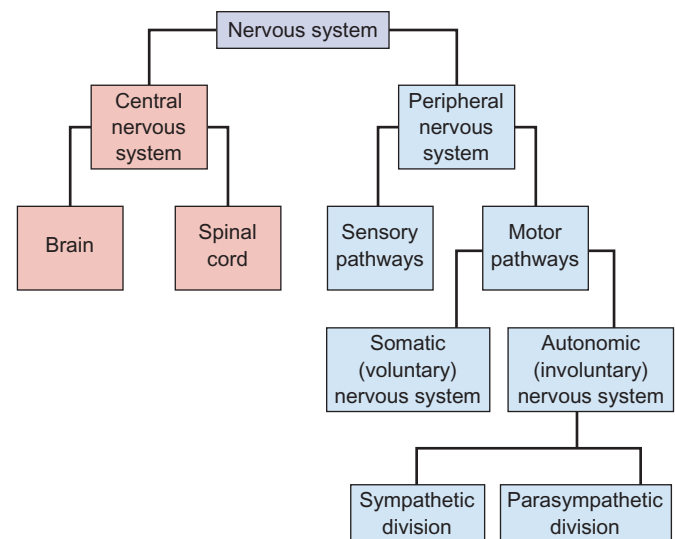 Nervous system
Central
nervous
system
Peripheral
nervous
system
Brain
Spinal
cord
Sensory
pathways
Motor
pathways
Somatic
(voluntary)
nervous system
Autonomic
(involuntary)
nervous system
Sympathetic
division
Parasympathetic
division